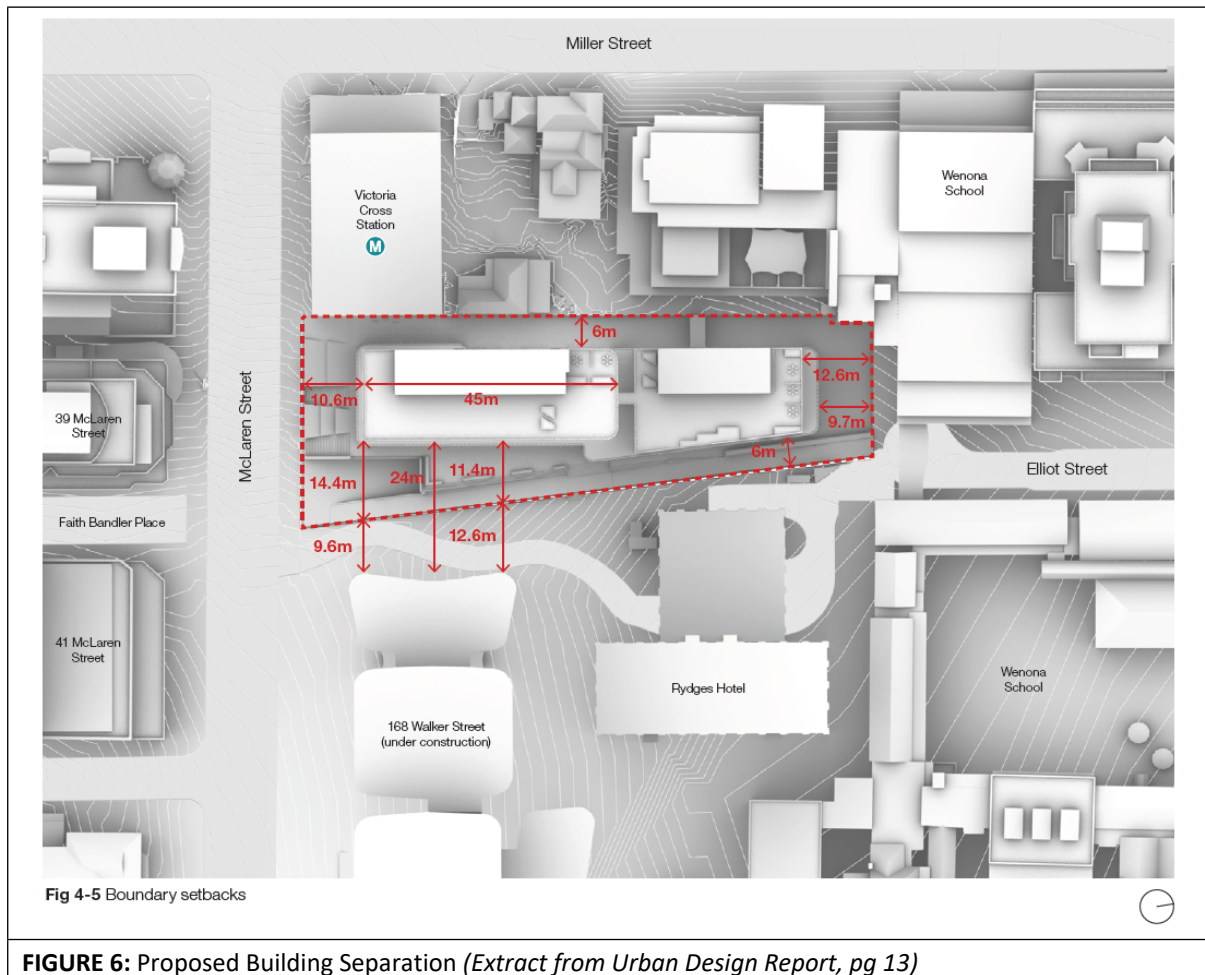 Miller Street
Victoria
Cross
Station
M
Wenona
School
6m
12.6m
10.6m
45m
9.7m
39 McLaren
Street
McLaren Street
14.4m
24m
11.4m
6m
Elliot Street
Faith Bandler Place
9.6m
12.6m
41 McLaren
Street
Rydges Hotel
Wenona
School
168 Walker Street
(under construction)
Fig 4-5 Boundary setbacks
FIGURE 6: Proposed Building Separation (Extract from Urban Design Report, pg 13)